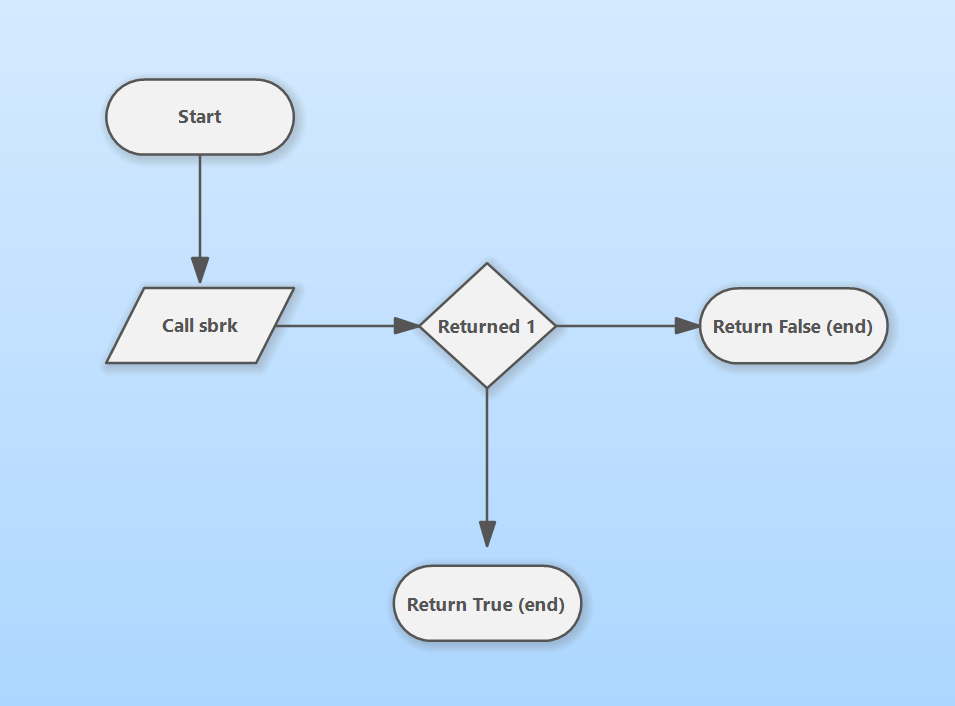 Start
Call sbrk
Returned 1
Return False (end)
Return True (end)